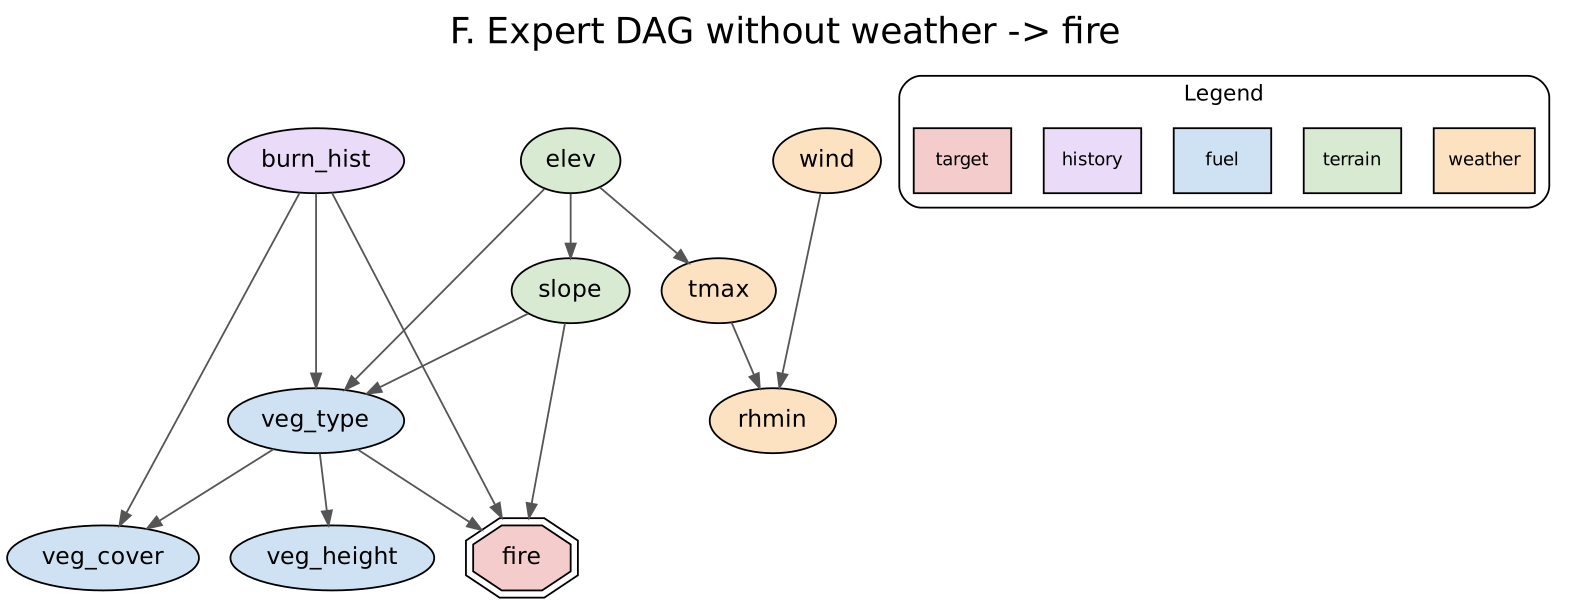 F. Expert DAG without weather -> fire
Legend
target
history
fuel
terrain
weather
burn_hist
elev
wind
slope
tmax
veg_type
rhmin
veg_cover
veg_height
fire